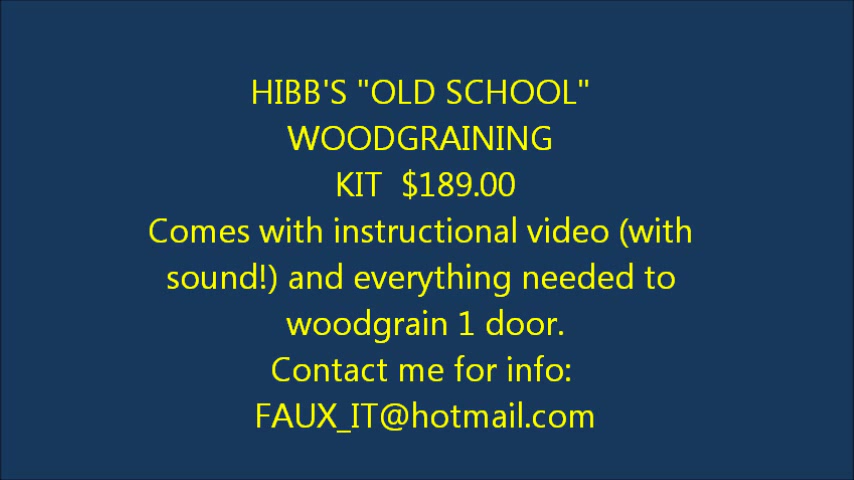 HIBB'S "OLD SCHOOL"
WOODGRAINING
KIT  $189.00
Comes with instructional video (with
sound!) and everything needed to
woodgrain 1 door.
Contact me for info:
FAUX_IT@hotmail.com